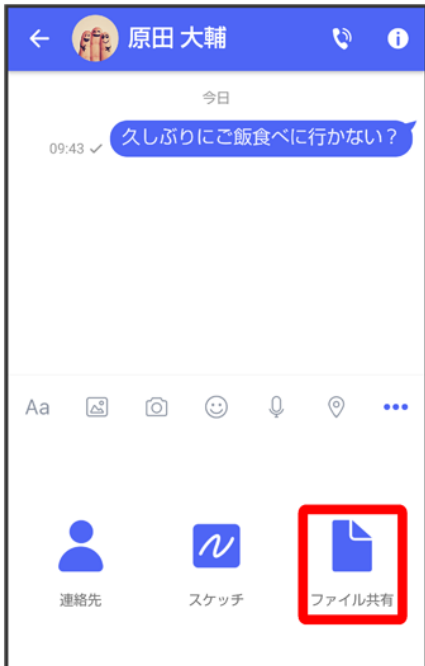 原田 大輔
今日
久しぶりにご飯食べに行かない？
09:43
Aa
連絡先
スケッチ
ファイル共有